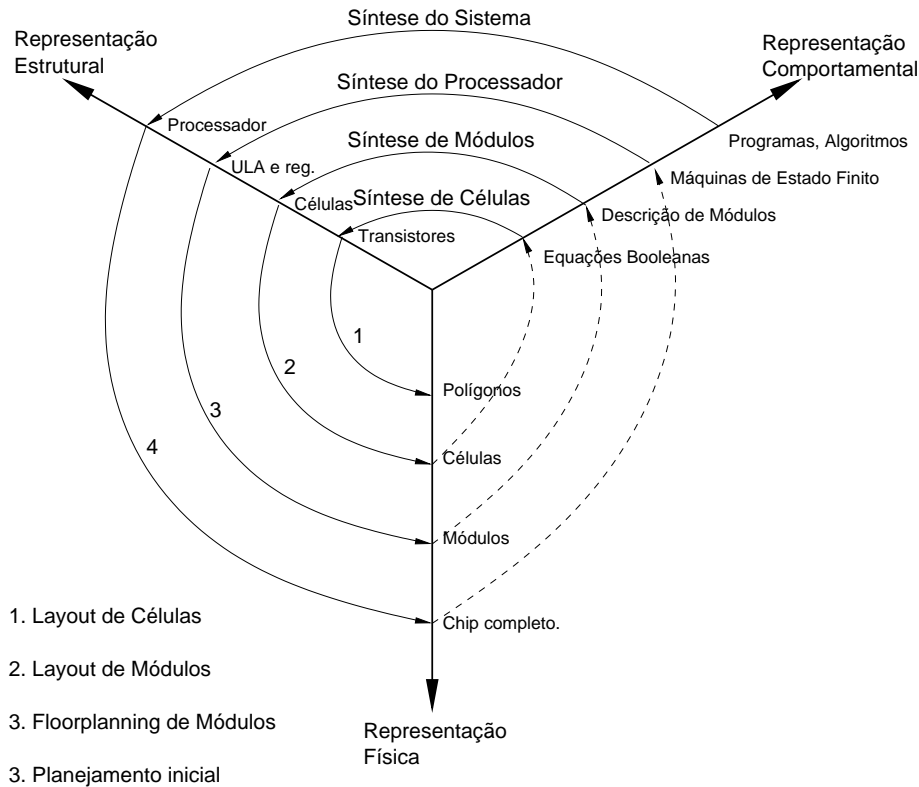 Síntese do Sistema
Representação
Estrutural
Representação
Comportamental
Síntese do Processador
Processador
Programas, Algoritmos
Síntese de Módulos
ULA e reg.
Máquinas de Estado Finito
Síntese de Células
Células
Descrição de Módulos
Transistores
Equações Booleanas
1
2
3
4
Polígonos
Células
Módulos
Chip completo.
Representação
Física
1. Layout de Células
2. Layout de Módulos
3. Floorplanning de Módulos
3. Planejamento inicial